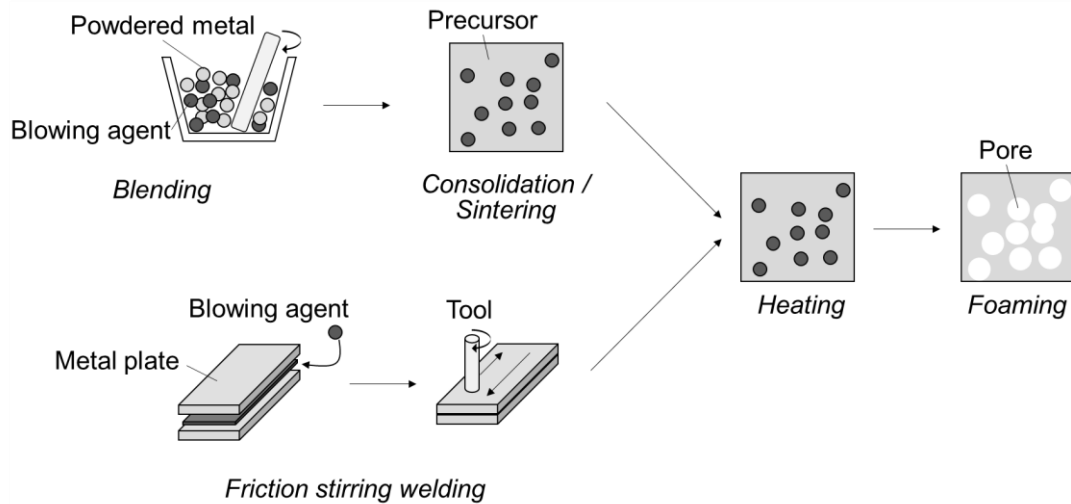 Powdered metal
Blowing agent
Blending
Precursor
Consolidation /
Sintering
Blowing agent
Metal plate
Tool
Friction stirring welding
Heating
Pore
Foaming